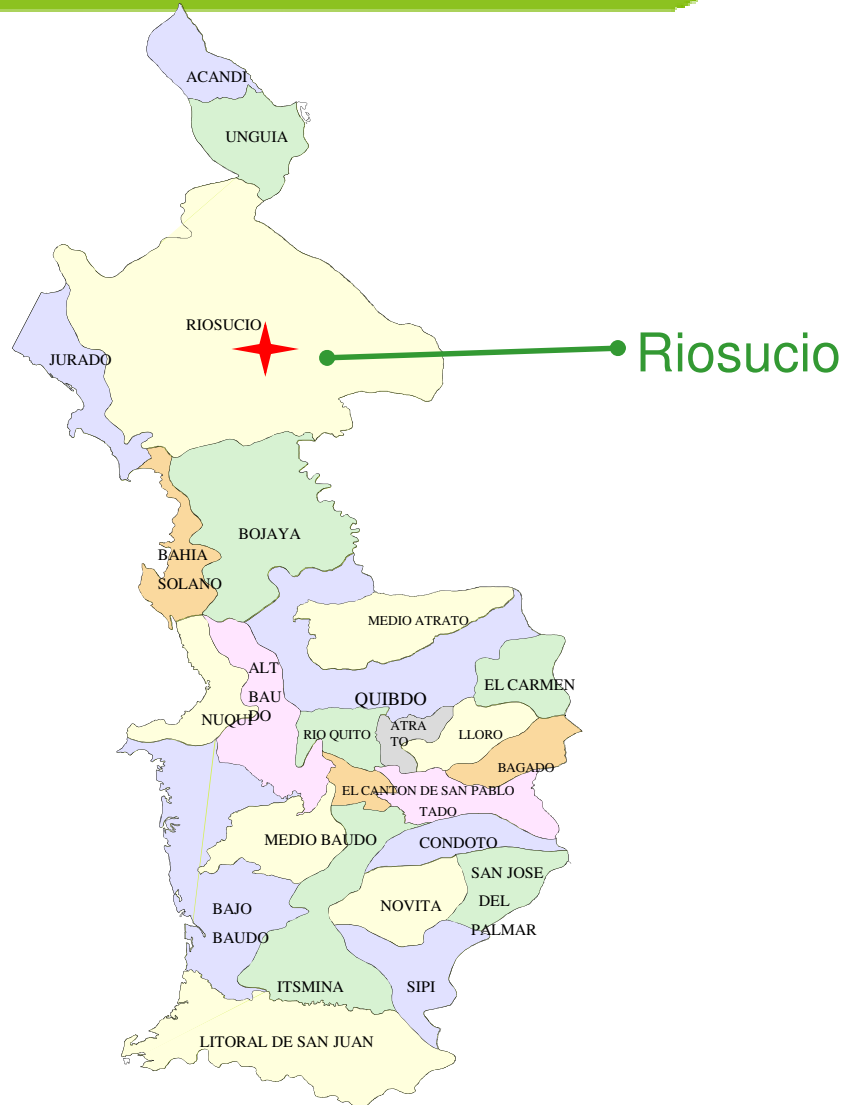 ACANDI
UNGUIA
RIOSUCIO
Riosucio
JURADO
BOJAYA
BAHIA
SOLANO
MEDIO ATRATO
ALT
BAU
DO
EL CARMEN
QUIBDO
NUQUI
RIO QUITO
ATRA
TO
LLORO
BAGADO
EL CANTON DE SAN PABLO
TADO
MEDIO BAUDO
CONDOTO
SAN JOSE
DEL
PALMAR
NOVITA
BAJO
BAUDO
ITSMINA
SIPI
LITORAL DE SAN JUAN